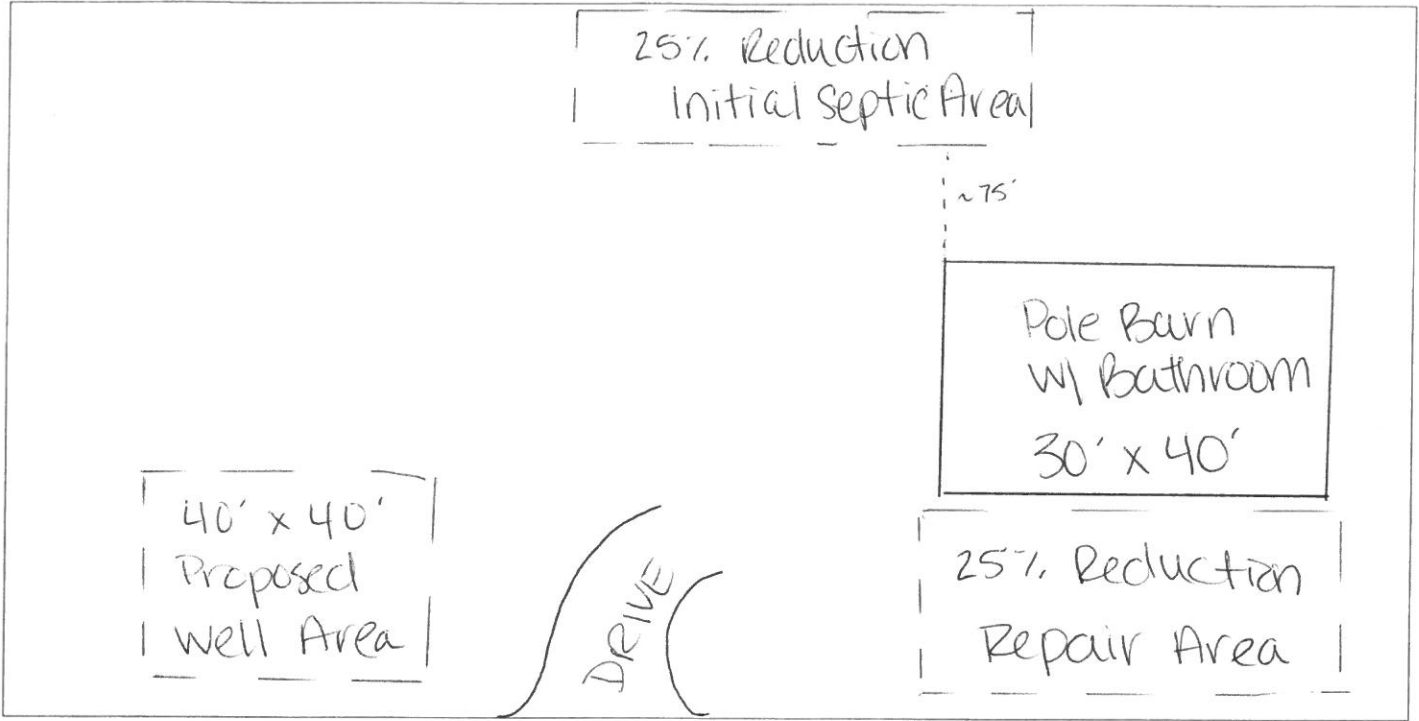 25% Reduction
Initial Septic Area
~75'
Pole Barn
W/ Bathroom
30' x 40'
40' x 40'
Proposed
Well Area
DRIVE
25% Reduction
Repair Area